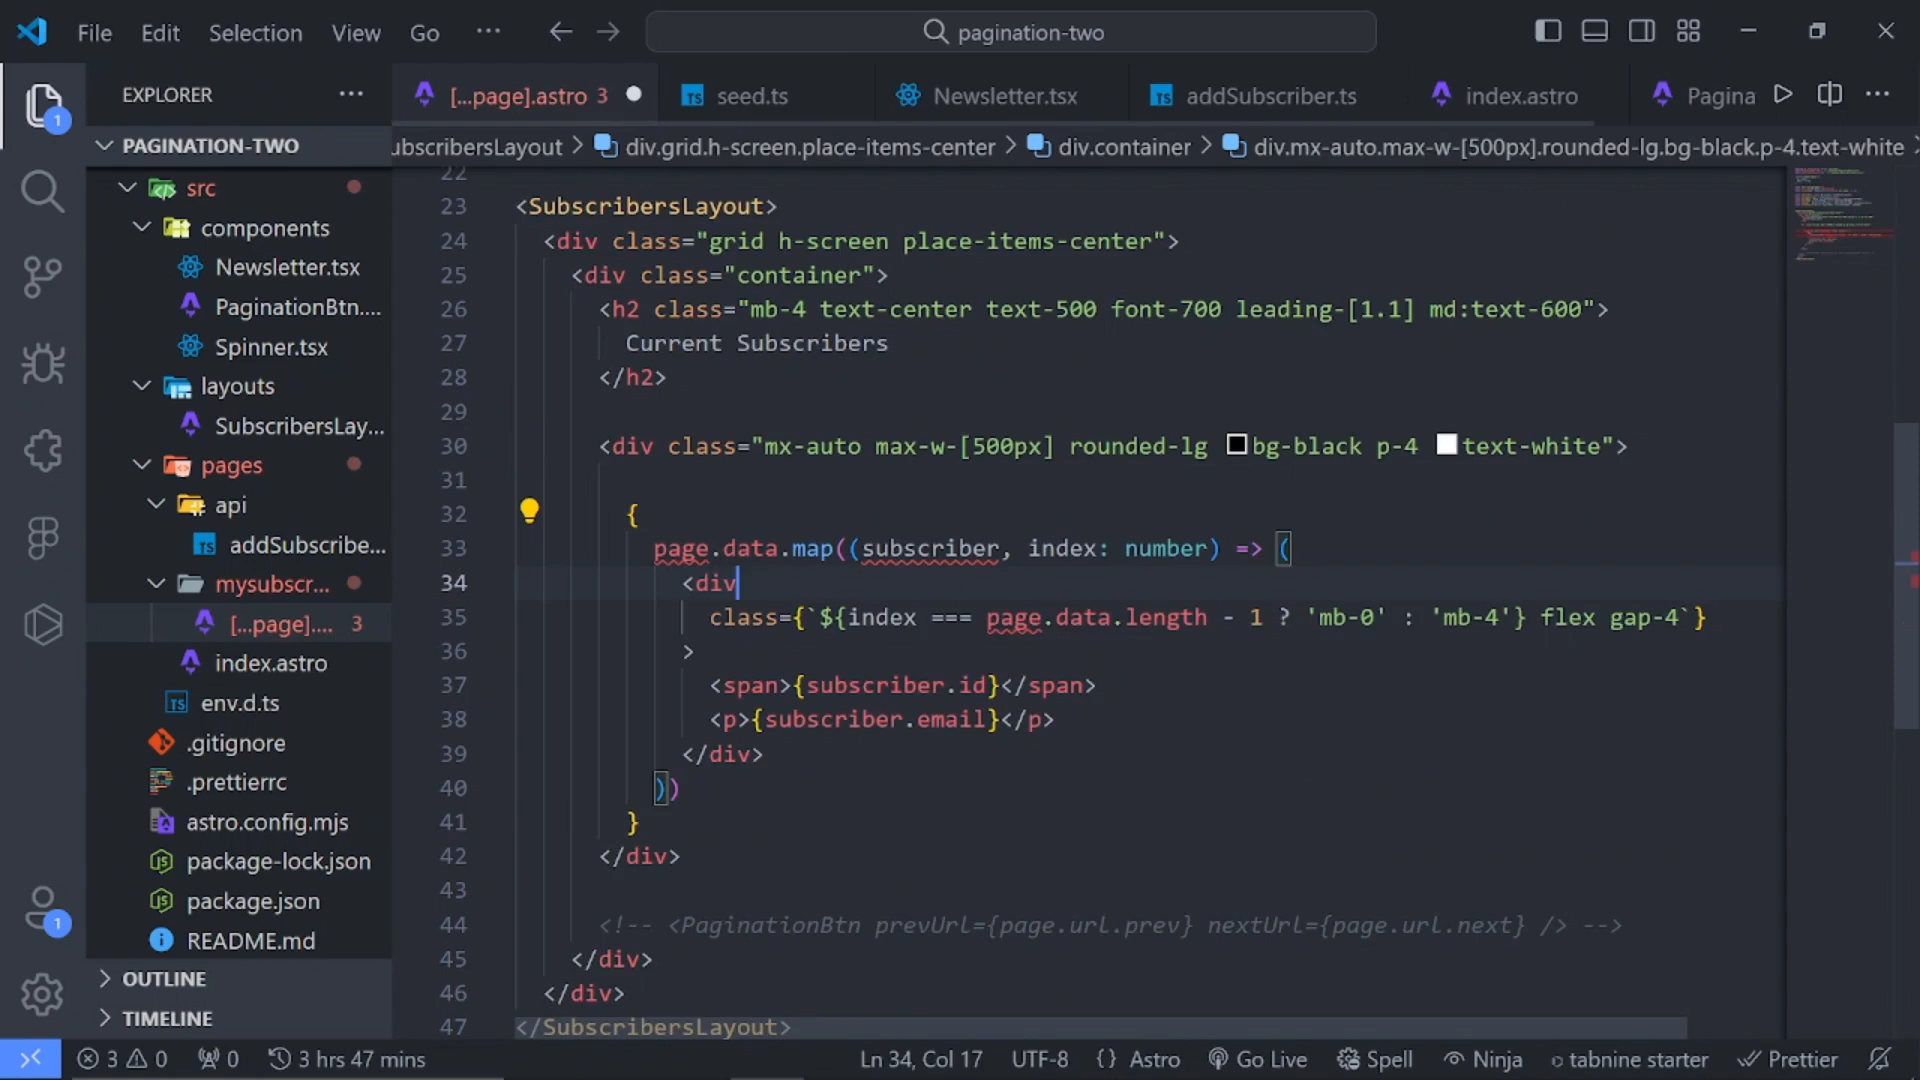 File Edit Selection View Go ··· pagination-two
EXPLORER ···
1
PAGINATION-TWO
src
components
Newsletter.tsx
PaginationBtn....
Spinner.tsx
layouts
SubscribersLay...
pages
api
addSubscribe...
mysubscr...
[...page].... 3
index.astro
env.d.ts
.gitignore
.prettierrc
astro.config.mjs
package-lock.json
package.json
README.md
OUTLINE
TIMELINE
1
[...page].astro 3 seed.ts Newsletter.tsx addSubscriber.ts index.astro Pagina ···
ubscribersLayout > div.grid.h-screen.place-items-center > div.container > div.mx-auto.max-w-[500px].rounded-lg.bg-black.p-4.text-white >
22
23 <SubscribersLayout>
24 <div class="grid h-screen place-items-center">
25 <div class="container">
26 <h2 class="mb-4 text-center text-500 font-700 leading-[1.1] md:text-600">
27 Current Subscribers
28 </h2>
29
30 <div class="mx-auto max-w-[500px] rounded-lg bg-black p-4 text-white">
31
32 {
33 page.data.map((subscriber, index: number) => (
34 <div
35 class={`${index === page.data.length - 1 ? 'mb-0' : 'mb-4'} flex gap-4`}
36 >
37 <span>{subscriber.id}</span>
38 <p>{subscriber.email}</p>
39 </div>
40 ))
41 }
42 </div>
43
44 <!-- <PaginationBtn prevUrl={page.url.prev} nextUrl={page.url.next} /> -->
45 </div>
46 </div>
47 </SubscribersLayout>
3 0 0 3 hrs 47 mins Ln 34, Col 17 UTF-8 {} Astro Go Live Spell Ninja tabnine starter Prettier